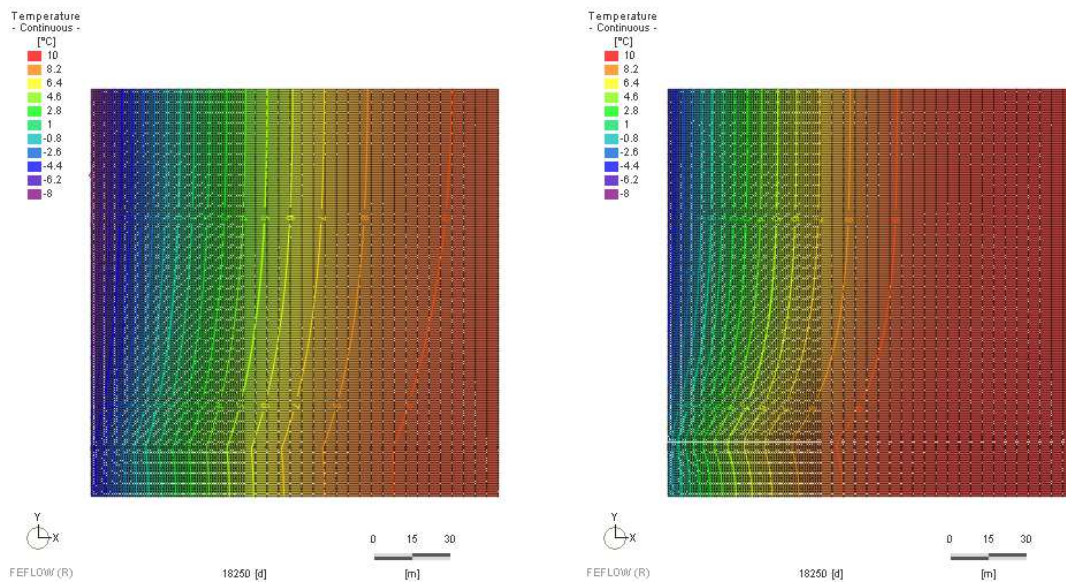 Temperature
- Continuous -
[°C]
10
8.2
6.4
4.6
2.8
1
-0.8
-2.6
-4.4
-6.2
-8
Y
X
FEFLOW (R)
18250 [d]
0 15 30
[m]
Temperature
- Continuous -
[°C]
10
8.2
6.4
4.6
2.8
1
-0.8
-2.6
-4.4
-6.2
-8
Y
X
FEFLOW (R)
18250 [d]
0 15 30
[m]